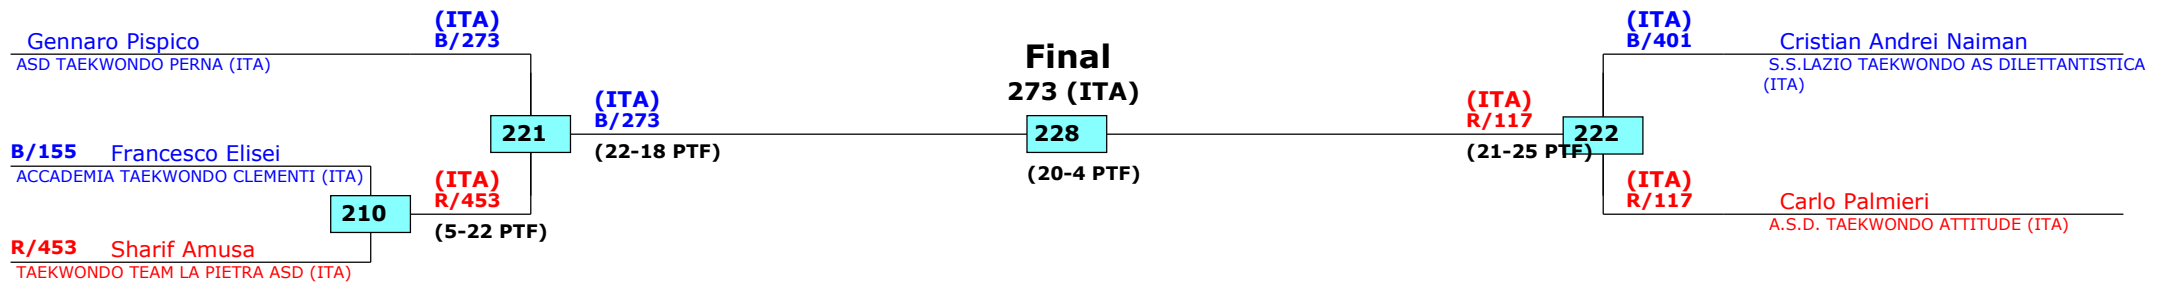 (ITA)
B/273
Gennaro Pispico
ASD TAEKWONDO PERNA (ITA)
B/155 Francesco Elisei
ACCADEMIA TAEKWONDO CLEMENTI (ITA)
210
R/453 Sharif Amusa
TAEKWONDO TEAM LA PIETRA ASD (ITA)
(ITA)
R/453
(5-22 PTF)
221
(ITA)
B/273
(22-18 PTF)
Final
273 (ITA)
228
(20-4 PTF)
(ITA)
R/117
(21-25 PTF)
222
(ITA)
B/401
Cristian Andrei Naiman
S.S.LAZIO TAEKWONDO AS DILETTANTISTICA
(ITA)
(ITA)
R/117
Carlo Palmieri
A.S.D. TAEKWONDO ATTITUDE (ITA)